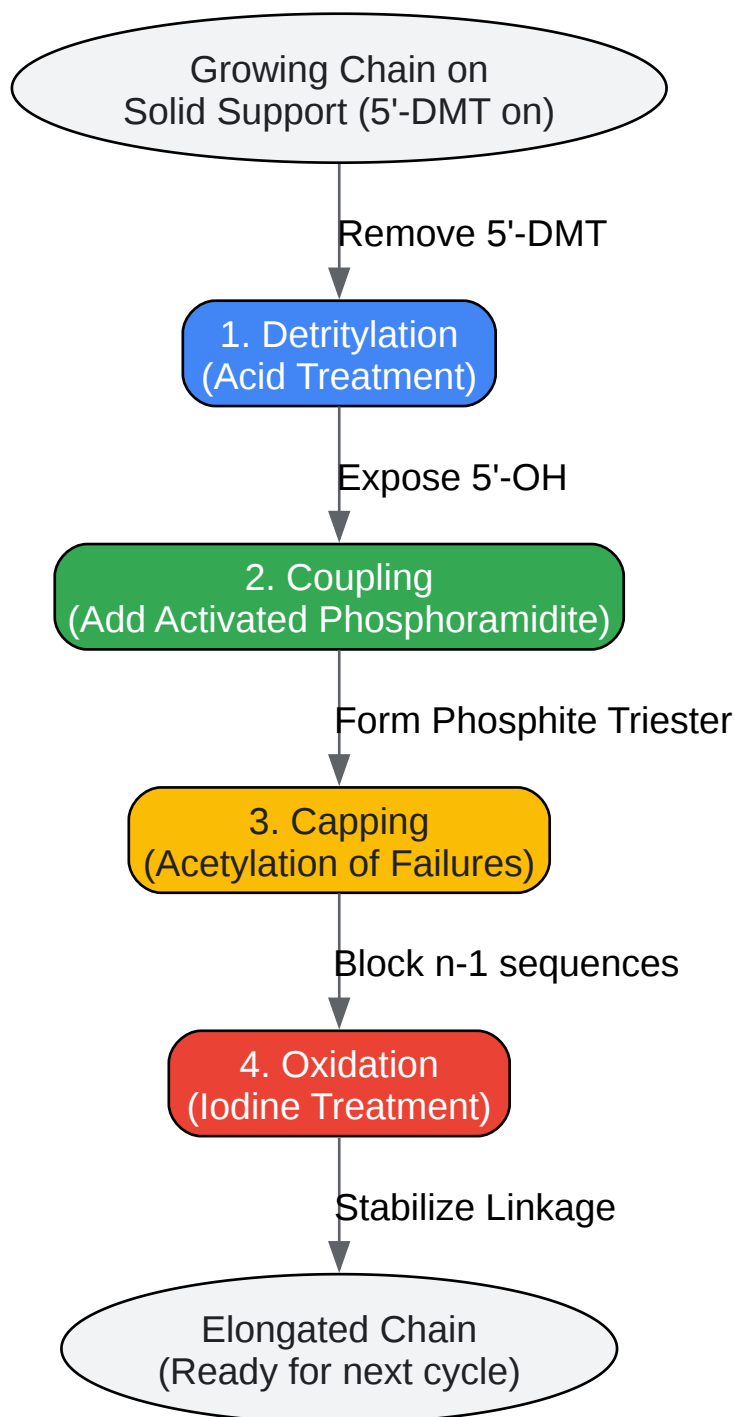 Growing Chain on
Solid Support (5'-DMT on)
Remove 5'-DMT
1. Detritylation
(Acid Treatment)
Expose 5'-OH
2. Coupling
(Add Activated Phosphoramidite)
Form Phosphite Triester
3. Capping
(Acetylation of Failures)
Block n-1 sequences
4. Oxidation
(Iodine Treatment)
Stabilize Linkage
Elongated Chain
(Ready for next cycle)